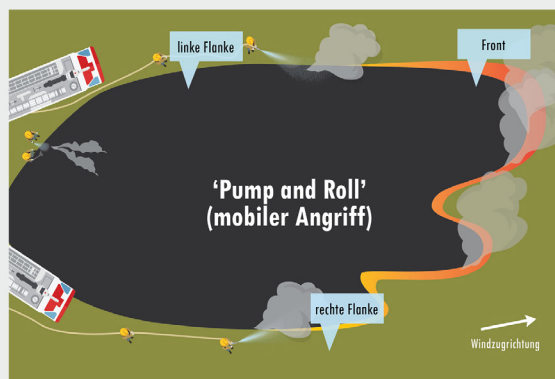 linke Flanke
Front
‘Pump and Roll’
(mobiler Angriff)
rechte Flanke
Windzugrichtung